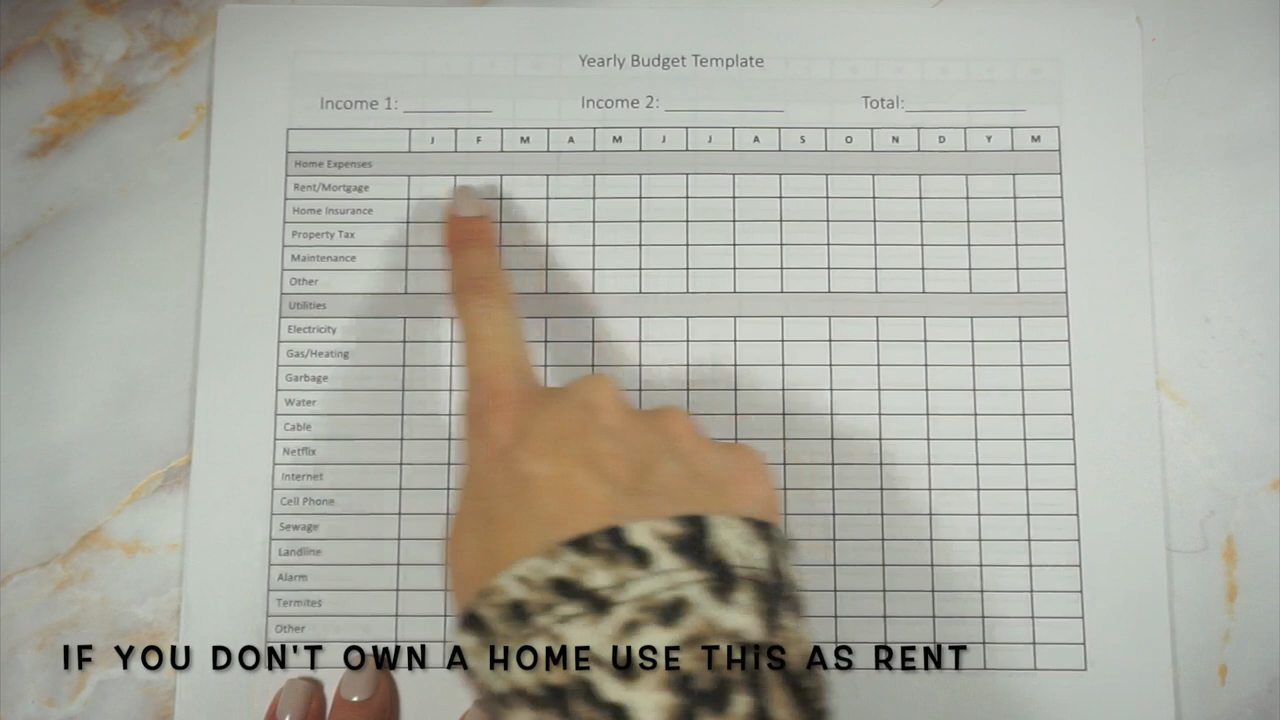 Yearly Budget Template
Income 1: __________ Income 2: _____________ Total:_____________
J F M A M J J A S O N D Y M
Home Expenses
Rent/Mortgage
Home Insurance
Property Tax
Maintenance
Other
Utilities
Electricity
Gas/Heating
Garbage
Water
Cable
Netflix
Internet
Cell Phone
Sewage
Landline
Alarm
Termites
Other
IF YOU DON'T OWN A HOME USE THiS AS RENT